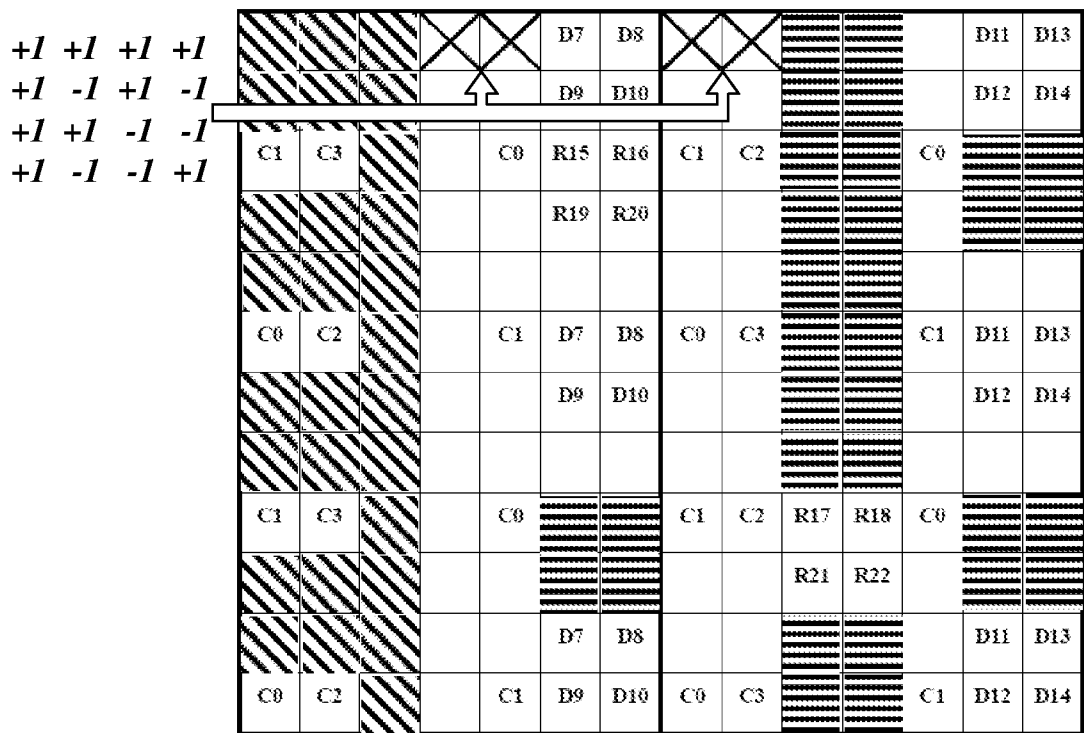 +1 +1 +1 +1
+1 -1 +1 -1
+1 +1 -1 -1
+1 -1 -1 +1
D7 D8 D11 D13
D9 D10 D12 D14
C1 C3 C0 R15 R16 C1 C2 C0
R19 R20
C0 C2 C1 D7 D8 C0 C3 C1 D11 D13
D9 D10 D12 D14
C1 C3 C0 C1 C2 R17 R18 C0
R21 R22
D7 D8 D11 D13
C0 C2 C1 D9 D10 C0 C3 C1 D12 D14